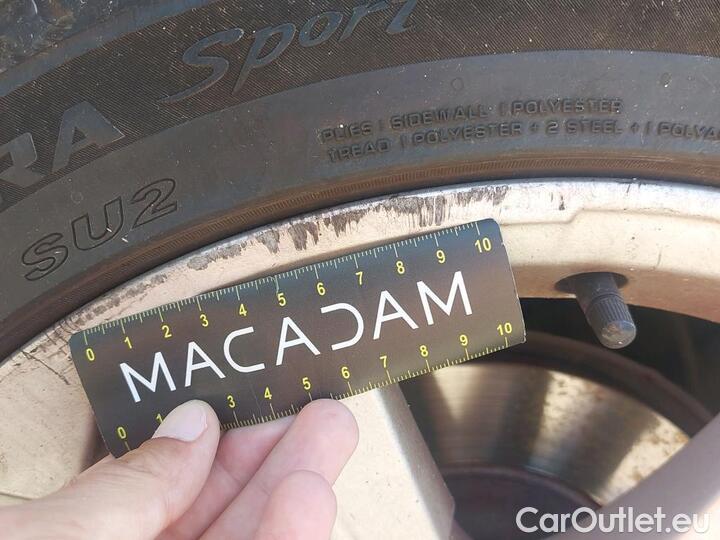 RA Sport
PLIES : SIDEWALL : 1 POLYESTER
TREAD : 1 POLYESTER + 2 STEEL + 1 POLYA
SU2
0 1 2 3 4 5 6 7 8 9 10
MACADAM
0 1 3 4 5 6 7 8 9 10
CarOutlet.eu